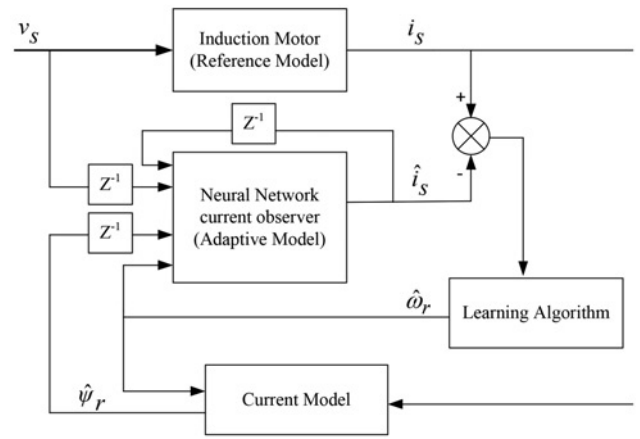 v_s
Induction Motor
(Reference Model)
i_s
+
Z⁻¹
-
Z⁻¹
Neural Network
current observer
(Adaptive Model)
î_s
Z⁻¹
ω̂_r
Learning Algorithm
ψ̂_r
Current Model